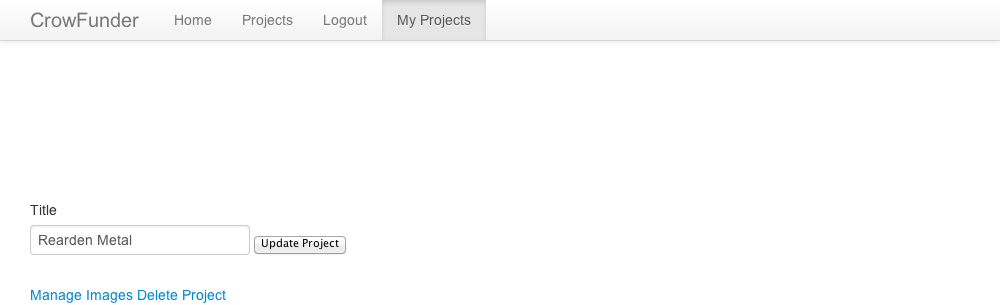 CrowFunder Home Projects Logout My Projects
Title
Rearden Metal Update Project
Manage Images Delete Project